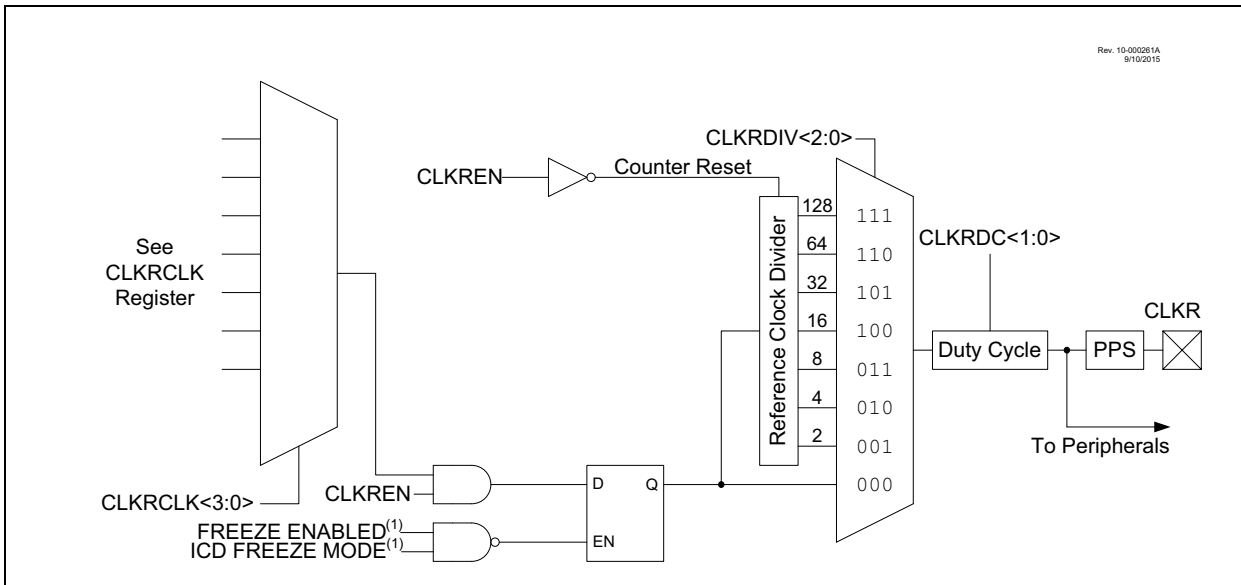 Rev. 10-000261A
9/10/2015
CLKRDIV<2:0>
Counter Reset
CLKREN
128
111
64
110
CLKRDC<1:0>
See
CLKRCLK
Register
Reference Clock Divider
32
101
CLKR
16
100
Duty Cycle
PPS
8
011
4
010
To Peripherals
2
001
CLKRCLK<3:0>
CLKREN
D
Q
000
FREEZE ENABLED(1)
ICD FREEZE MODE(1)
EN